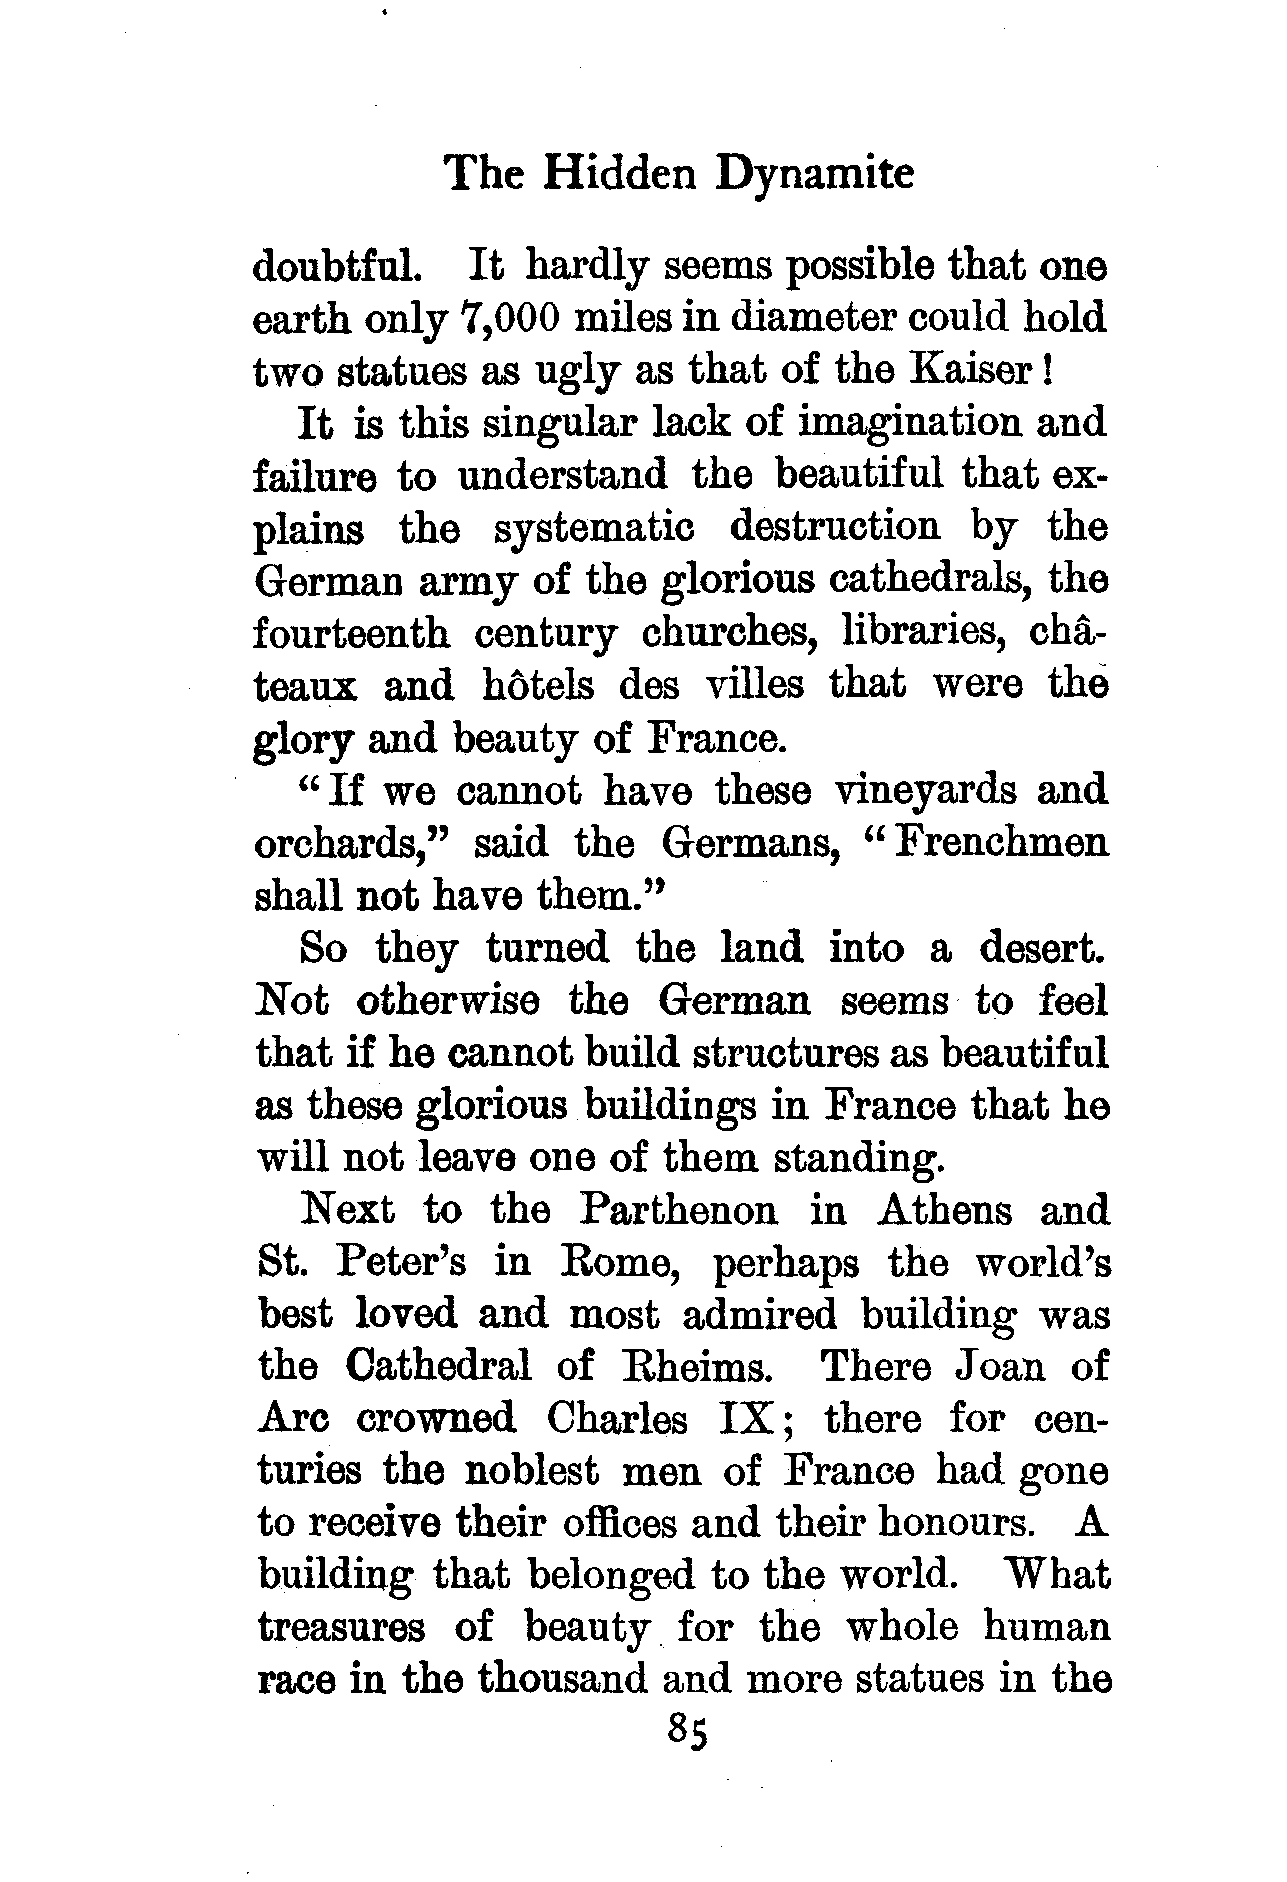 The Hidden Dynamite
doubtful. It hardly seems possible that one
earth only 7,000 miles in diameter could hold
two statues as ugly as that of the Kaiser!
It is this singular lack of imagination and
failure to understand the beautiful that ex-
plains the systematic destruction by the
German army of the glorious cathedrals, the
fourteenth century churches, libraries, châ-
teaux and hôtels des villes that were the
glory and beauty of France.
"If we cannot have these vineyards and
orchards," said the Germans, "Frenchmen
shall not have them."
So they turned the land into a desert.
Not otherwise the German seems to feel
that if he cannot build structures as beautiful
as these glorious buildings in France that he
will not leave one of them standing.
Next to the Parthenon in Athens and
St. Peter's in Rome, perhaps the world's
best loved and most admired building was
the Cathedral of Rheims. There Joan of
Arc crowned Charles IX; there for cen-
turies the noblest men of France had gone
to receive their offices and their honours. A
building that belonged to the world. What
treasures of beauty for the whole human
race in the thousand and more statues in the
85